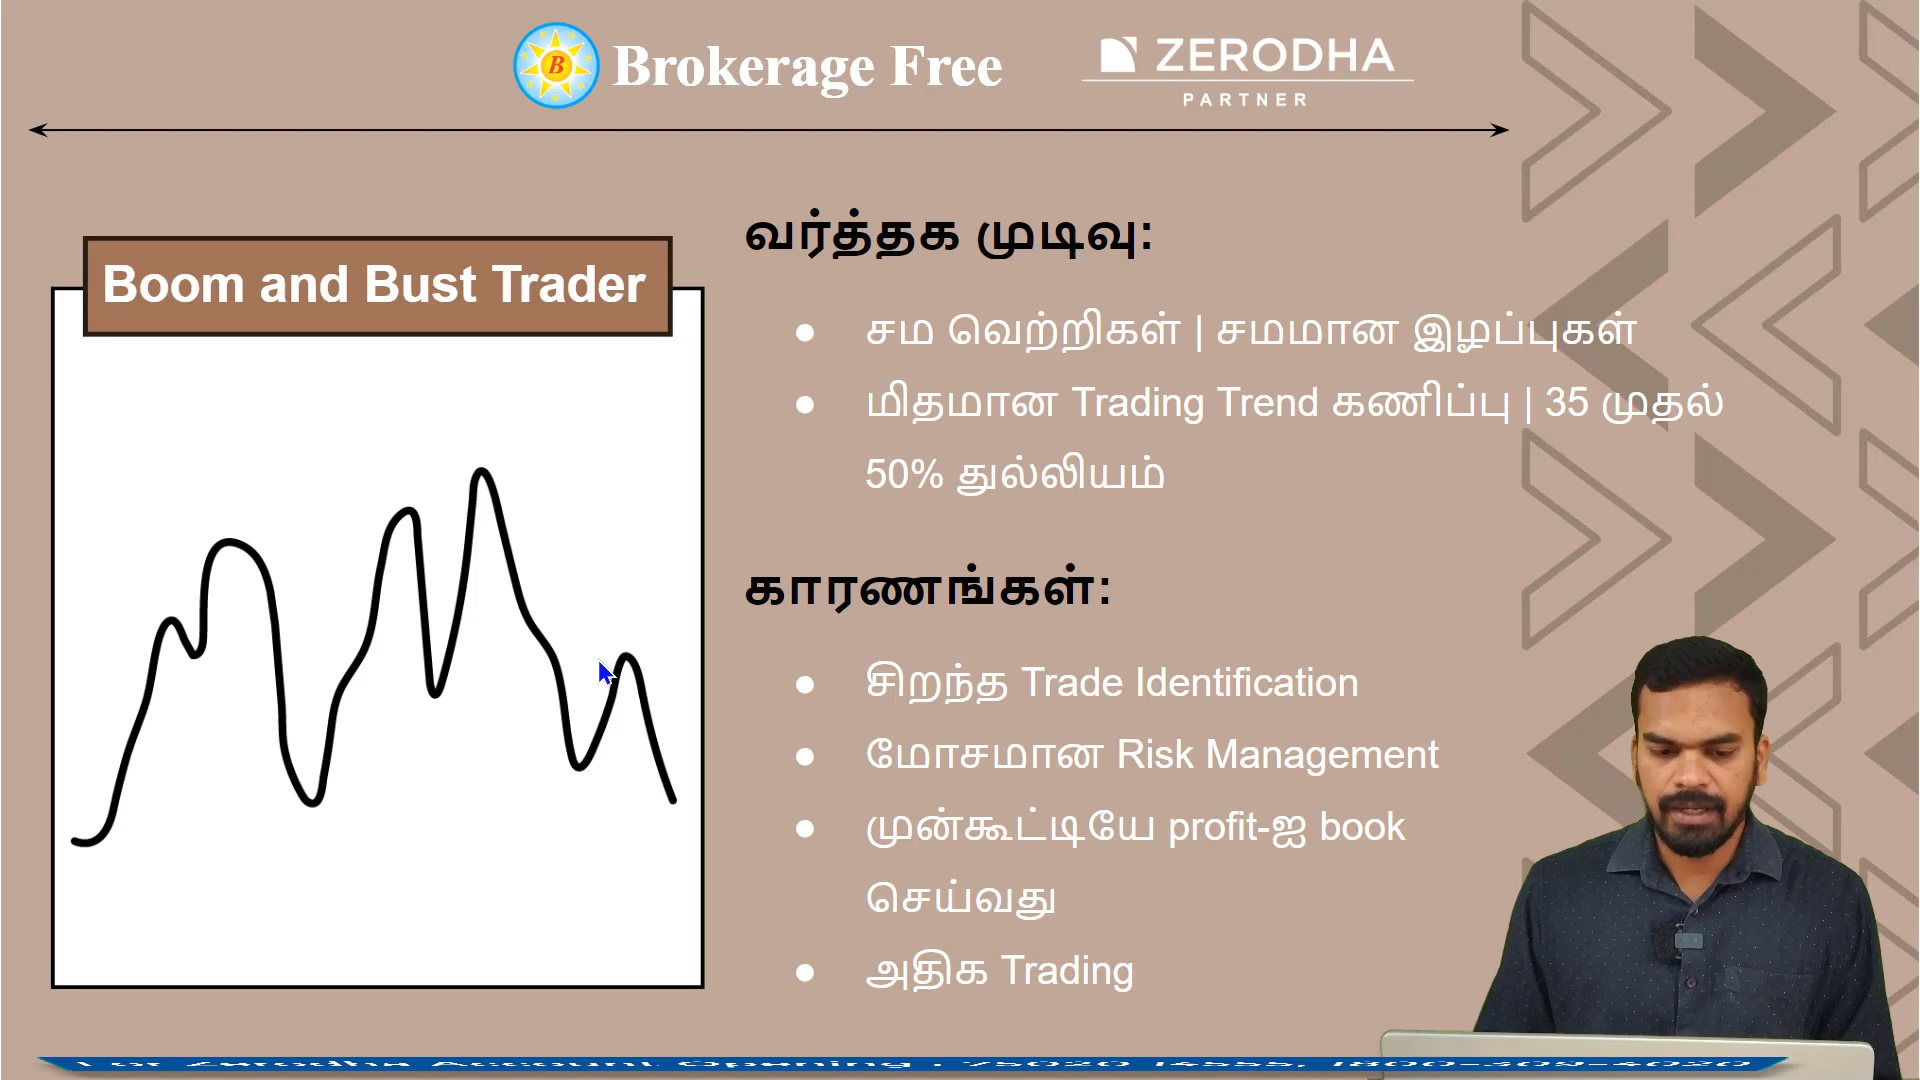 B
Brokerage Free
ZERODHA
PARTNER
Boom and Bust Trader
வர்த்தக முடிவு:
● சம வெற்றிகள் | சமமான இழப்புகள்
● மிதமான Trading Trend கணிப்பு | 35 முதல்
50% துல்லியம்
காரணங்கள்:
● சிறந்த Trade Identification
● மோசமான Risk Management
● முன்கூட்டியே profit-ஐ book
செய்வது
● அதிக Trading